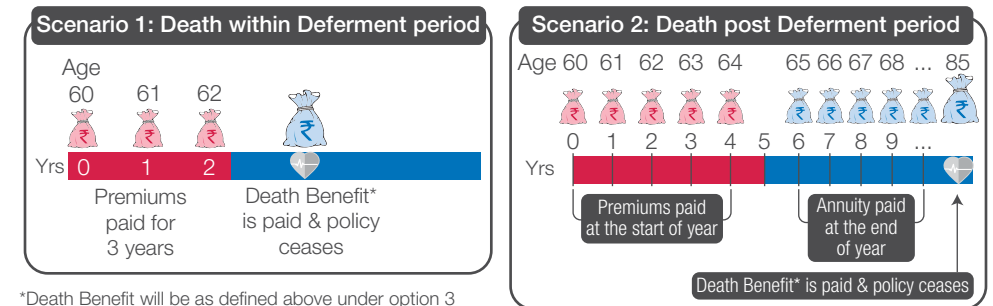 Scenario 1: Death within Deferment period
Age
60 61 62
₹ ₹ ₹ ₹
Yrs 0 1 2
Premiums
paid for
3 years
Death Benefit*
is paid & policy
ceases
*Death Benefit will be as defined above under option 3
Scenario 2: Death post Deferment period
Age 60 61 62 63 64 65 66 67 68 ... 85
₹ ₹ ₹ ₹ ₹ ₹ ₹ ₹ ₹ ₹ ₹
0 1 2 3 4 5 6 7 8 9 ...
Yrs
Premiums paid
at the start of year
Annuity paid
at the end
of year
Death Benefit* is paid & policy ceases